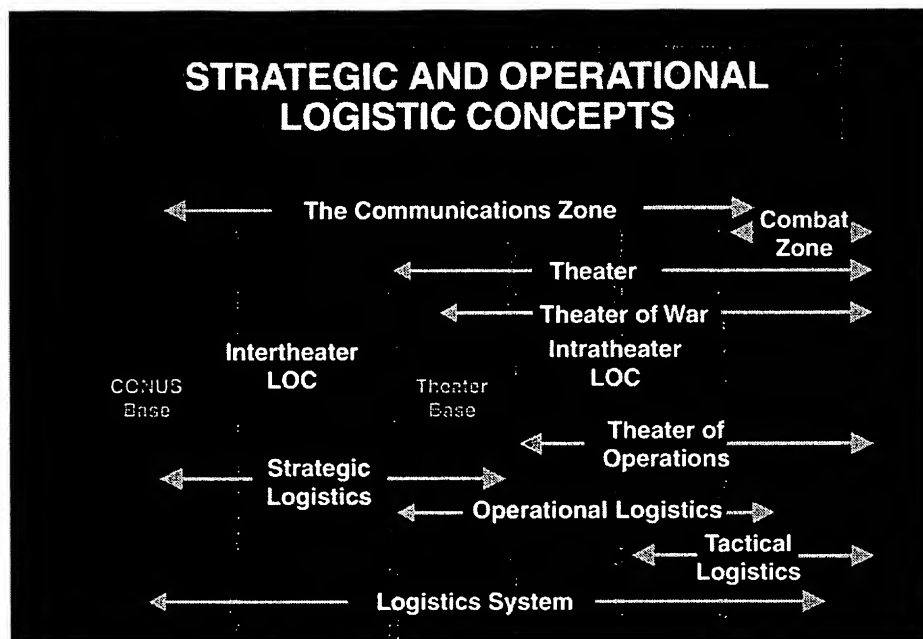 STRATEGIC AND OPERATIONAL
LOGISTIC CONCEPTS
The Communications Zone
Combat
Zone
Theater
Theater of War
Intertheater
LOC
Intratheater
LOC
CONUS
Base
Theater
Base
Theater of
Operations
Strategic
Logistics
Operational Logistics
Tactical
Logistics
Logistics System